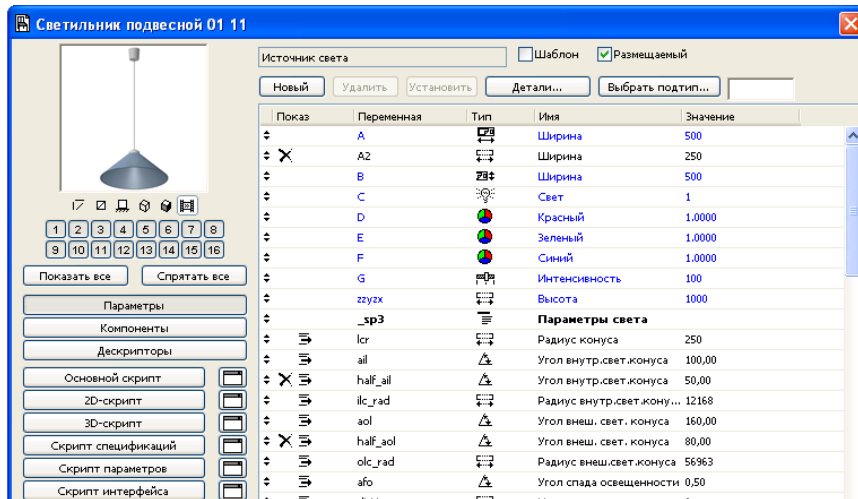 Светильник подвесной 01 11
Источник света Шаблон Размещаемый
Новый Удалить Установить Детали... Выбрать подтип...
Показ Переменная Тип Имя Значение
A Ширина 500
A2 Ширина 250
B Ширина 500
C Свет 1
D Красный 1.0000
E Зеленый 1.0000
F Синий 1.0000
G Интенсивность 100
zzyzx Высота 1000
_sp3 Параметры света
lcr Радиус конуса 250
ail Угол внутр.свет.конуса 100,00
half_ail Угол внутр.свет.конуса 50,00
ilc_rad Радиус внутр.свет.кону... 12168
aol Угол внеш. свет. конуса 160,00
half_aol Угол внеш. свет. конуса 80,00
olc_rad Радиус внеш.свет.конуса 56963
afo Угол спада освещенности 0,50
1 2 3 4 5 6 7 8
9 10 11 12 13 14 15 16
Показать все Спрятать все
Параметры
Компоненты
Дескрипторы
Основной скрипт
2D-скрипт
3D-скрипт
Скрипт спецификаций
Скрипт параметров
Скрипт интерфейса